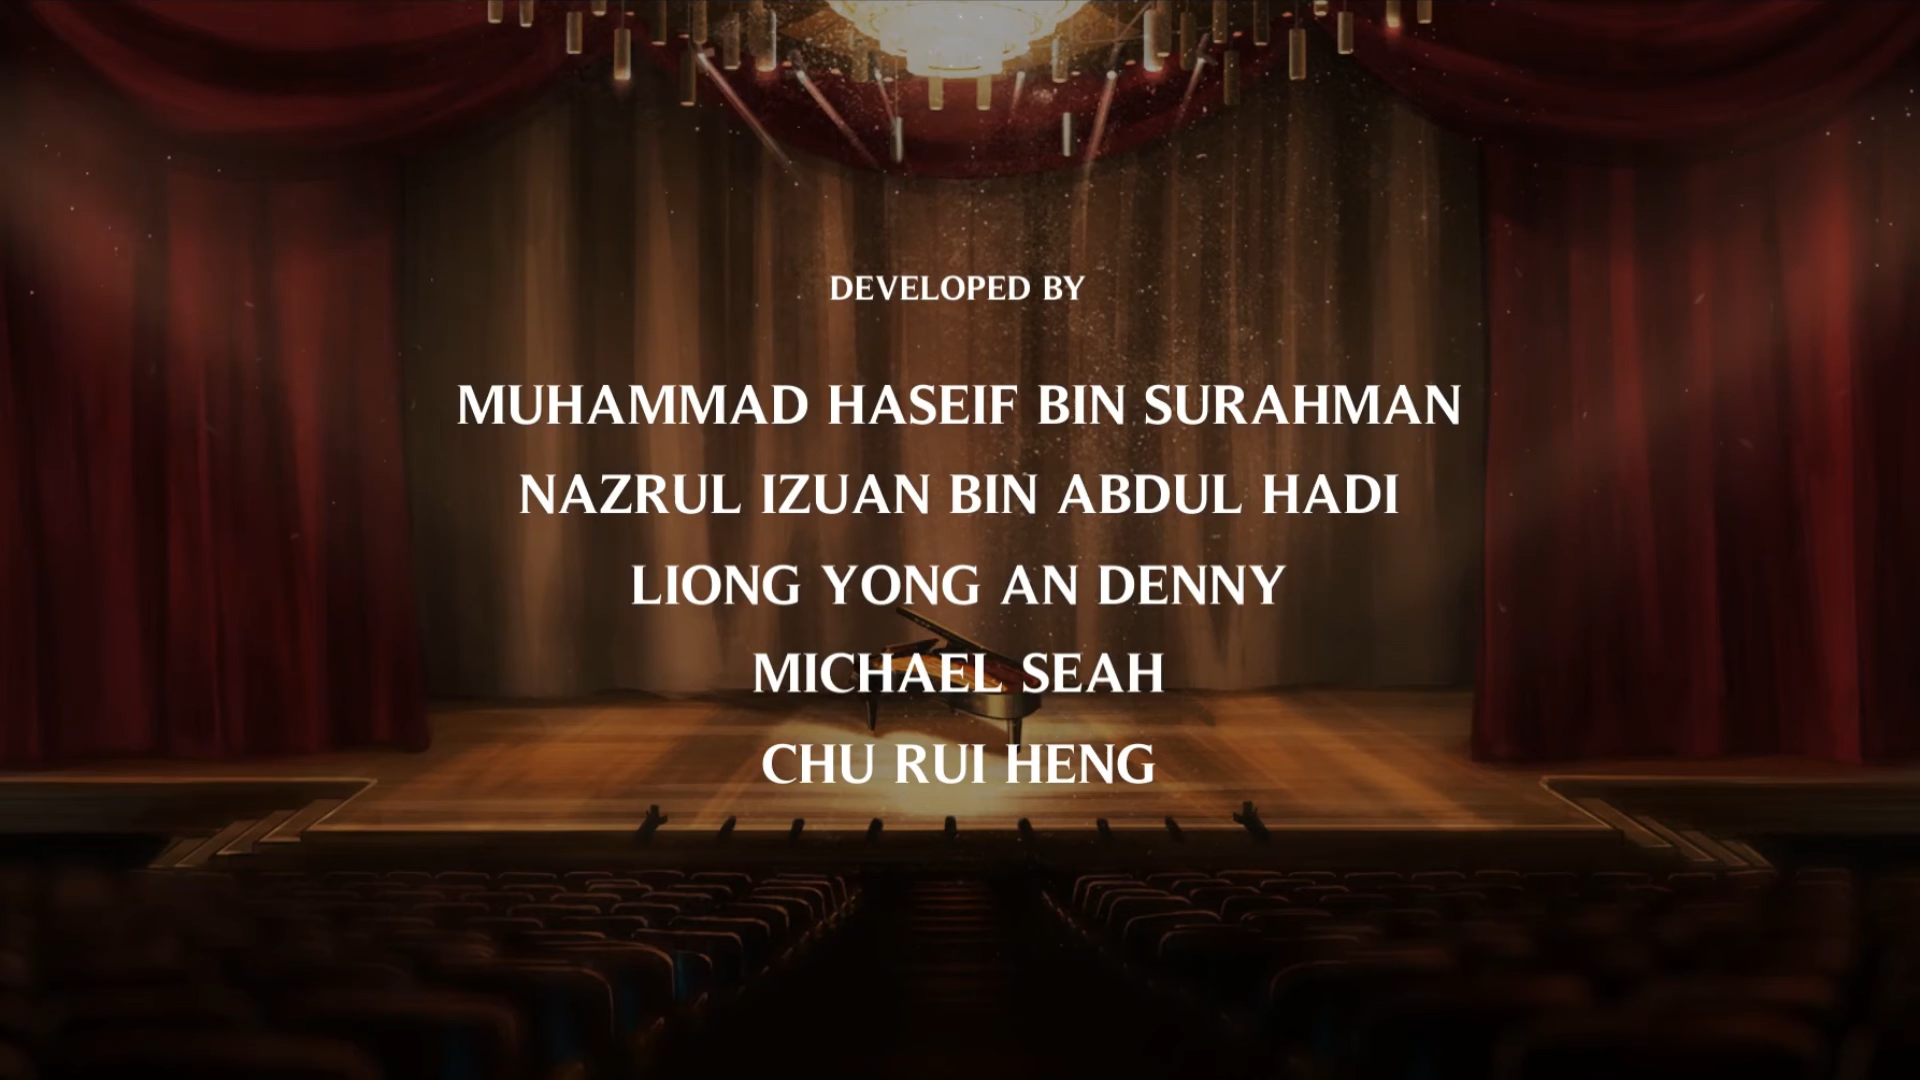 DEVELOPED BY
MUHAMMAD HASEIF BIN SURAHMAN
NAZRUL IZUAN BIN ABDUL HADI
LIONG YONG AN DENNY
MICHAEL SEAH
CHU RUI HENG